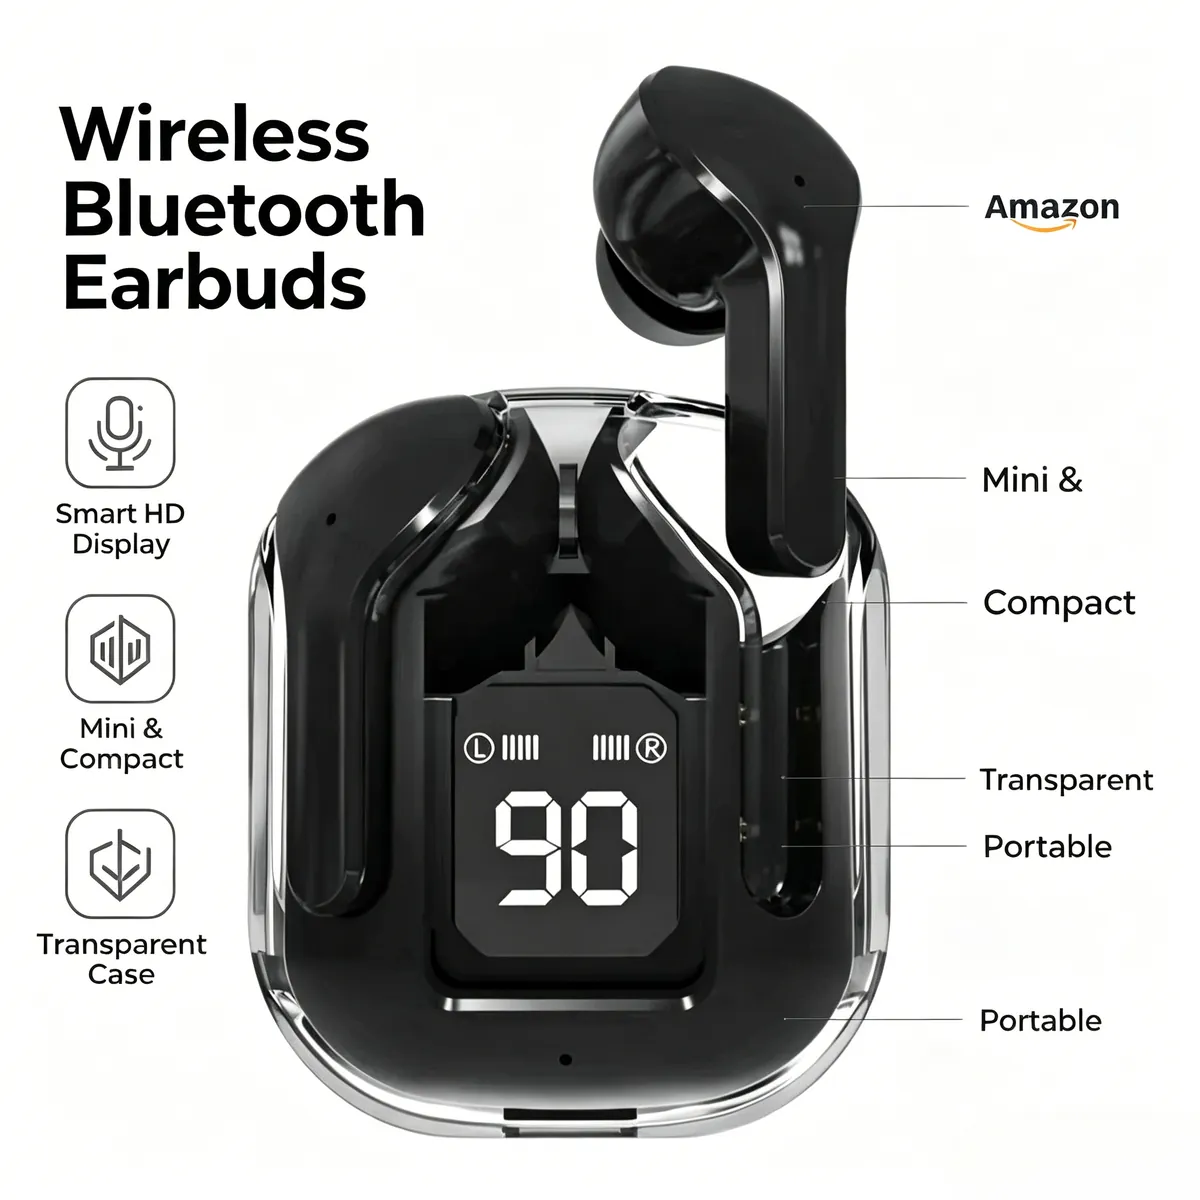 Wireless
Bluetooth
Earbuds
Amazon
Smart HD
Display
Mini &
Compact
Mini &
Compact
Transparent
Portable
L
R
90
Transparent
Case
Portable